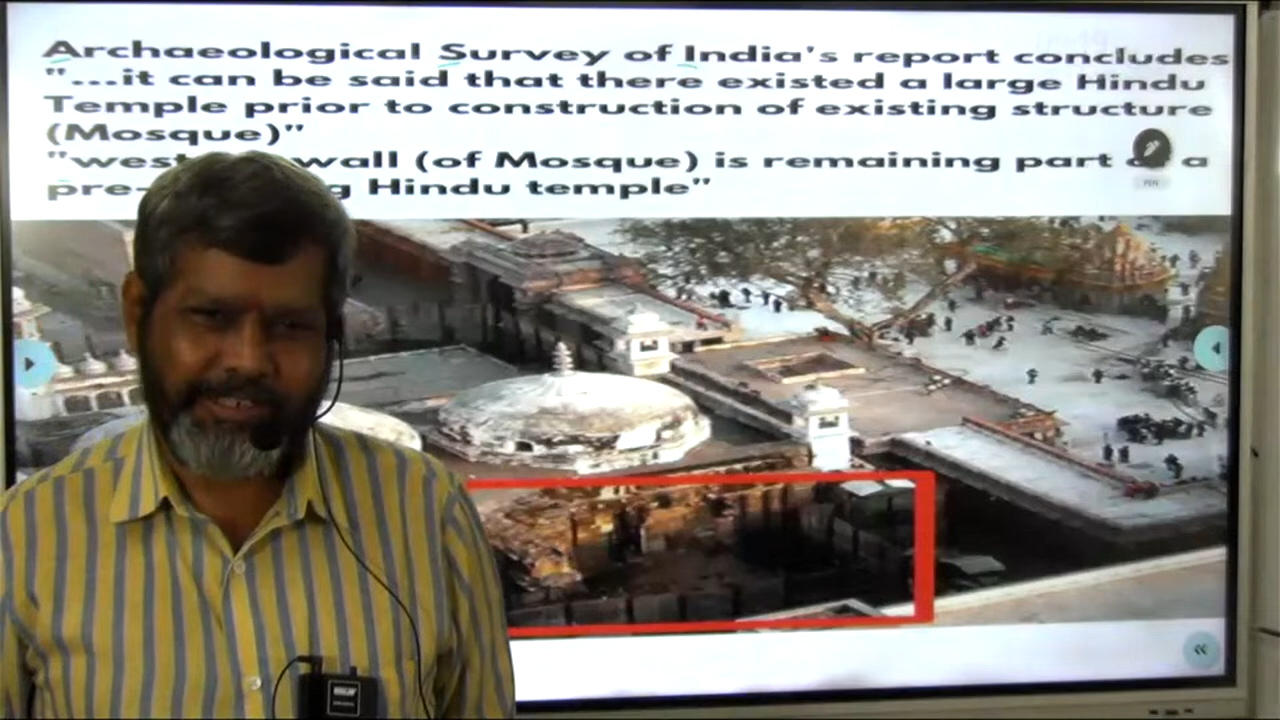 Archaeological Survey of India's report concludes
"...it can be said that there existed a large Hindu
Temple prior to construction of existing structure
(Mosque)"
wall (of Mosque) is remaining part a
Hindu temple"
PEN